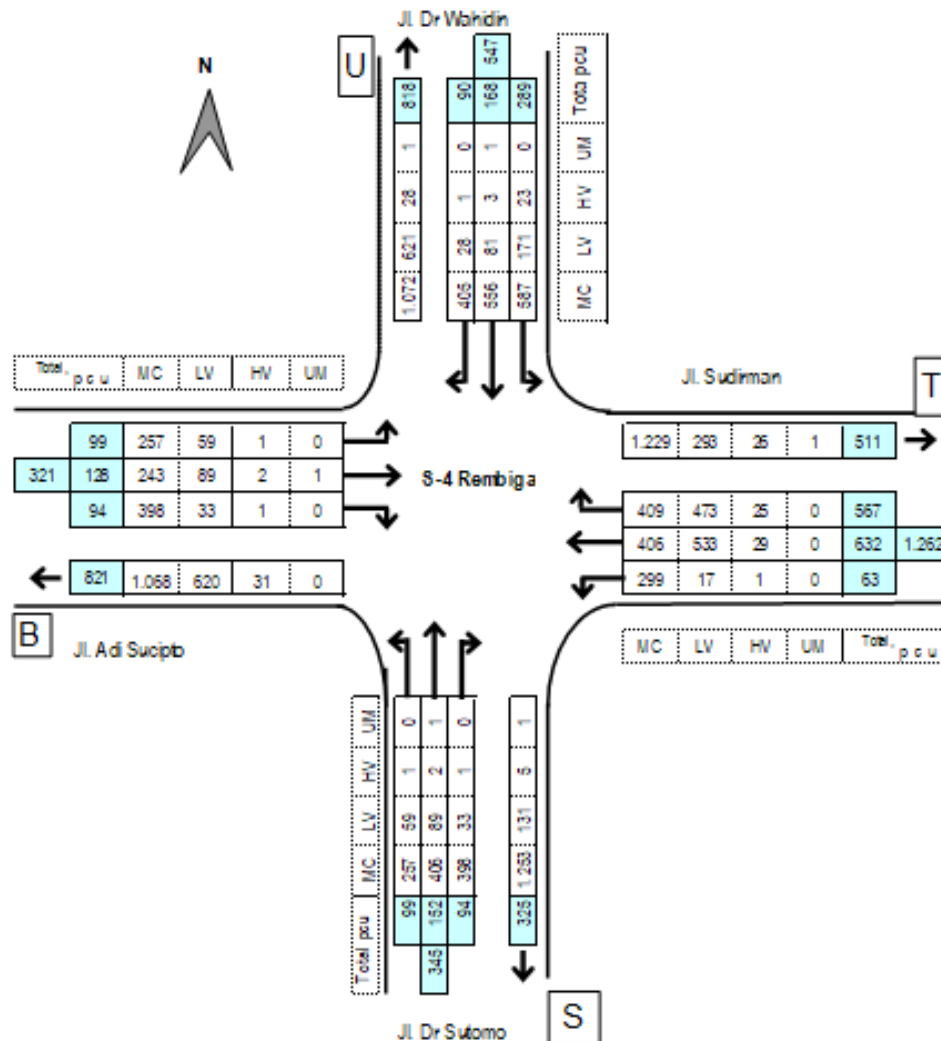 Jl. Dr Wahidin
U
N
547
818 90 168 289 Tota pcu
1 0 1 0 UM
28 1 3 23 HV
621 28 81 171 LV
1.072 405 556 587 MC
Total, p c u MC LV HV UM
Jl. Sudirman
T
99 257 59 1 0
321 128 243 89 2 1
94 398 33 1 0
S-4 Rembiga
1.229 293 26 1 511
409 473 25 0 567
406 533 29 0 632 1.262
299 17 1 0 63
821 1.068 620 31 0
B
Jl. Adi Sucipto
MC LV HV UM Total, p c u
UM 0 1 0 1
HV 1 2 1 5
LV 59 89 33 131
MC 257 406 398 1.253
Total pcu 99 152 94 325
345
Jl. Dr Sutomo
S